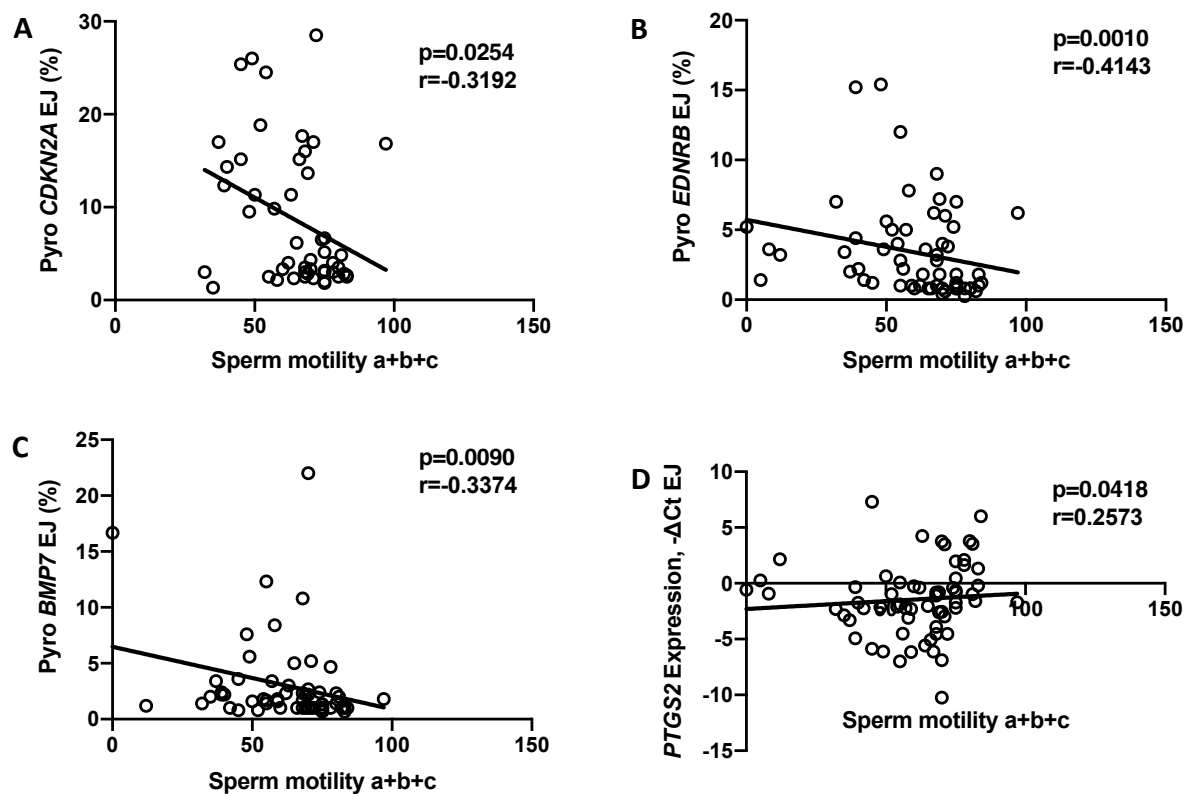 A
Pyro CDKN2A EJ (%)
30
20
10
0
0 50 100 150
Sperm motility a+b+c
p=0.0254
r=-0.3192
B
Pyro EDNRB EJ (%)
20
15
10
5
0
0 50 100 150
Sperm motility a+b+c
p=0.0010
r=-0.4143
C
Pyro BMP7 EJ (%)
25
20
15
10
5
0
0 50 100 150
Sperm motility a+b+c
p=0.0090
r=-0.3374
D
PTGS2 Expression, -ΔCt EJ
10
5
0
-5
-10
-15
100 150
Sperm motility a+b+c
p=0.0418
r=0.2573